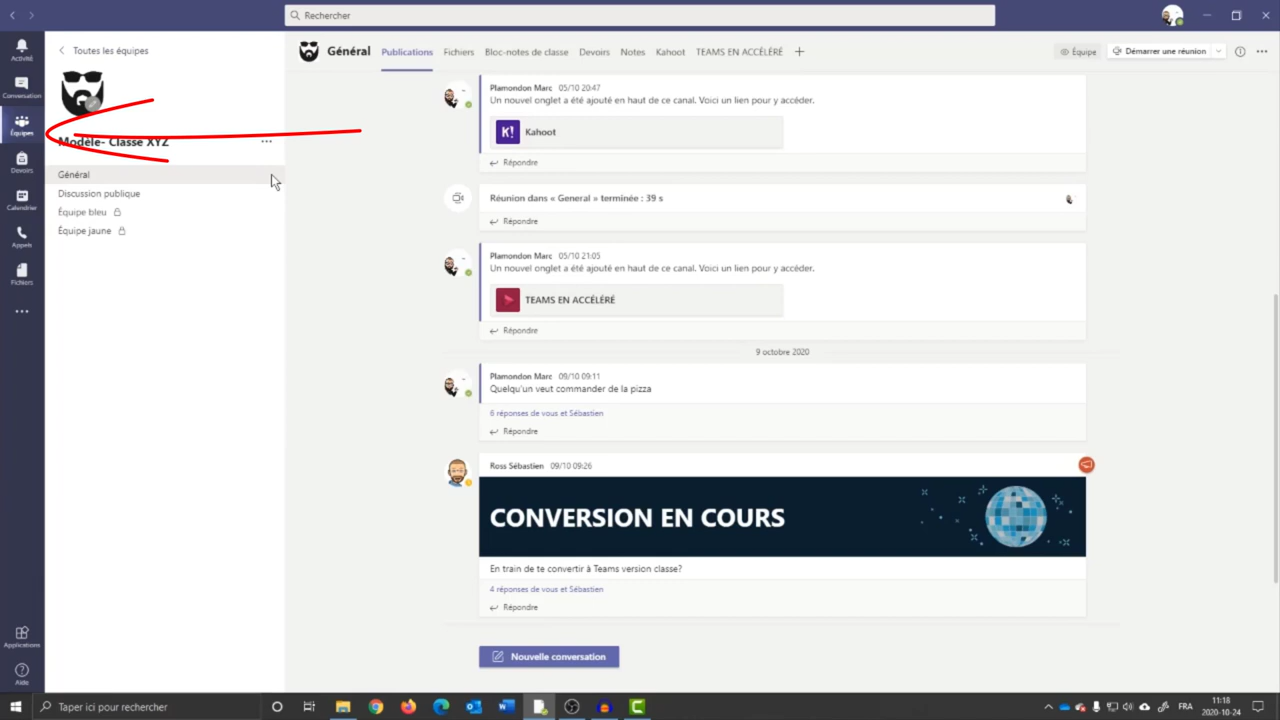 Rechercher
Activité
Conversation
Équipes
Devoirs
Calendrier
Appels
Fichiers
Applications
Aide
Toutes les équipes
Modèle- Classe XYZ
Général
Discussion publique
Équipe bleu
Équipe jaune
Général Publications Fichiers Bloc-notes de classe Devoirs Notes Kahoot TEAMS EN ACCÉLÉRÉ +
Équipe
Démarrer une réunion
Plamondon Marc 05/10 20:47
Un nouvel onglet a été ajouté en haut de ce canal. Voici un lien pour y accéder.
K! Kahoot
Répondre
Réunion dans « General » terminée : 39 s
Répondre
Plamondon Marc 05/10 21:05
Un nouvel onglet a été ajouté en haut de ce canal. Voici un lien pour y accéder.
TEAMS EN ACCÉLÉRÉ
Répondre
9 octobre 2020
Plamondon Marc 09/10 09:11
Quelqu'un veut commander de la pizza
6 réponses de vous et Sébastien
Répondre
Ross Sébastien 09/10 09:26
CONVERSION EN COURS
En train de te convertir à Teams version classe?
4 réponses de vous et Sébastien
Répondre
Nouvelle conversation
Taper ici pour rechercher
FRA
11:18
2020-10-24